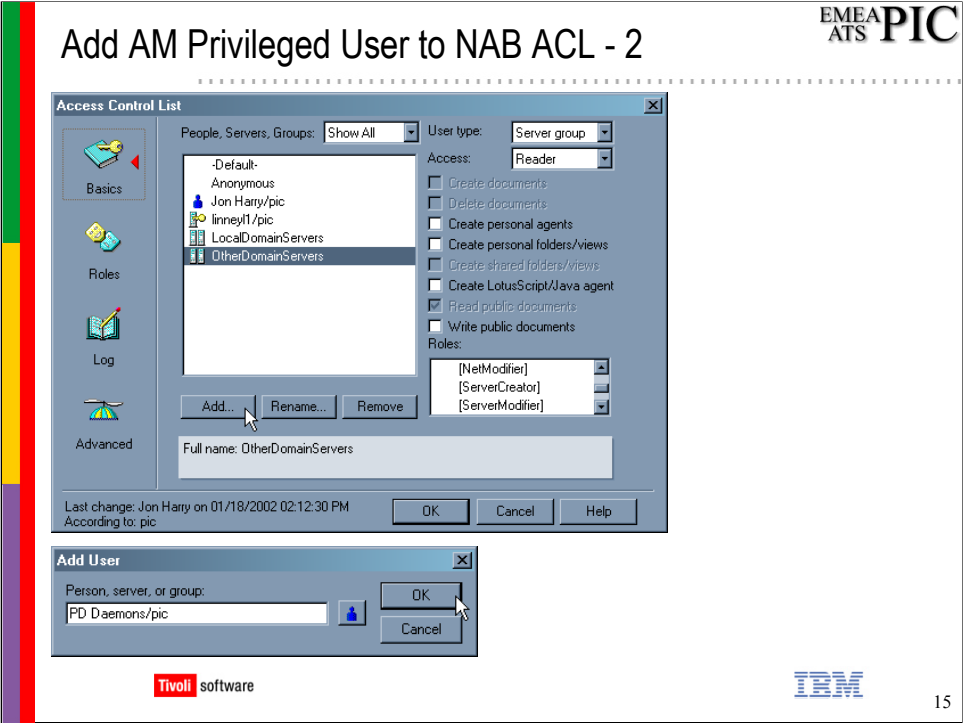 Add AM Privileged User to NAB ACL - 2
EMEA
ATS PIC
Access Control List
People, Servers, Groups: Show All
User type: Server group
Access: Reader
Basics
-Default-
Anonymous
Jon Harry/pic
linneyl1/pic
LocalDomainServers
OtherDomainServers
Create documents
Delete documents
Create personal agents
Create personal folders/views
Create shared folders/views
Create LotusScript/Java agent
Read public documents
Write public documents
Roles
Roles:
[NetModifier]
[ServerCreator]
[ServerModifier]
Log
Add... Rename... Remove
Advanced
Full name: OtherDomainServers
Last change: Jon Harry on 01/18/2002 02:12:30 PM
According to: pic
OK Cancel Help
Add User
Person, server, or group:
PD Daemons/pic
OK
Cancel
Tivoli software
IBM
15